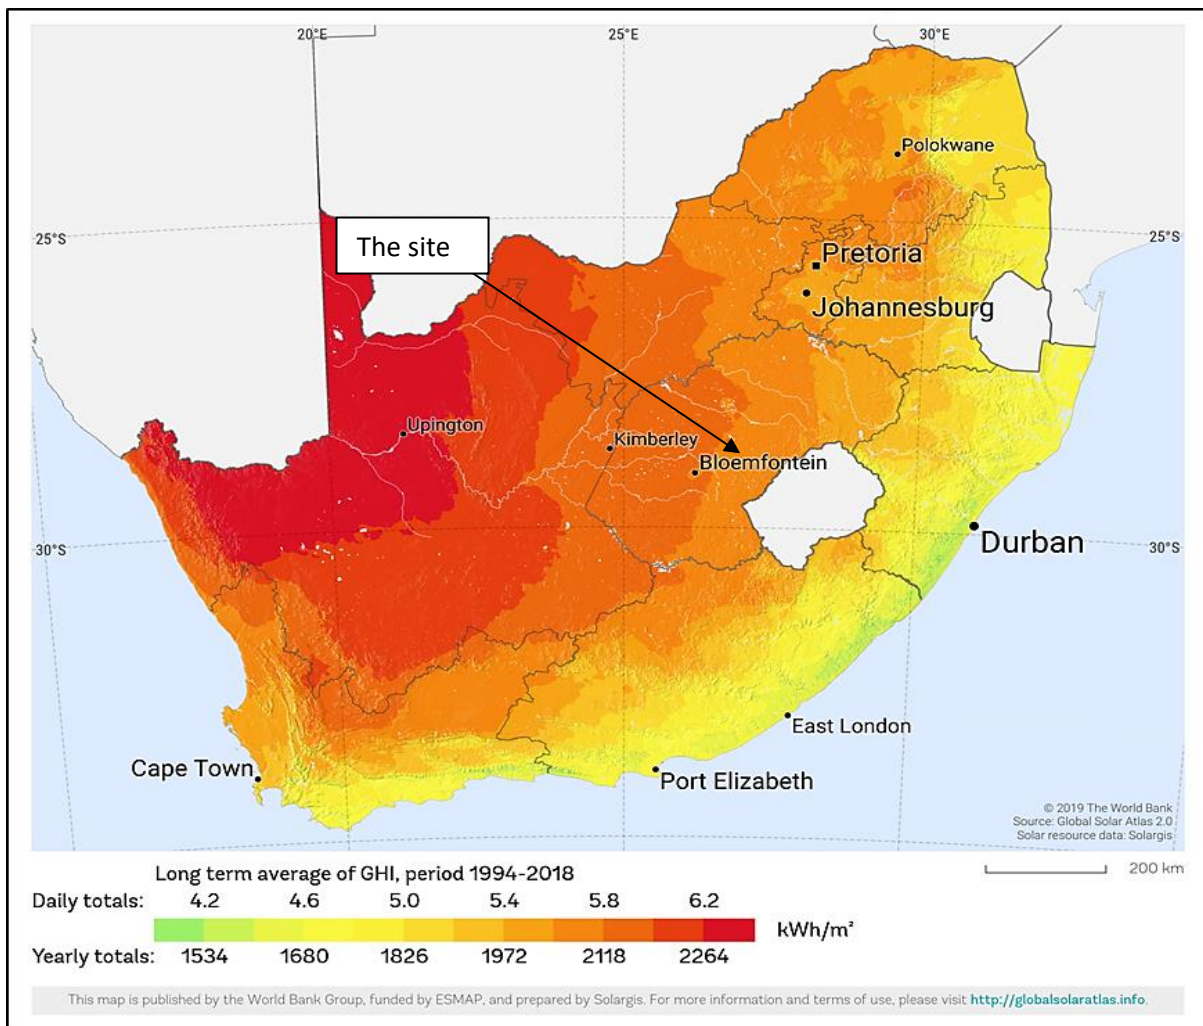 20°E 25°E 30°E
Polokwane
25°S 25°S
The site
Pretoria
Johannesburg
Upington
Kimberley
Bloemfontein
30°S 30°S
Durban
East London
Cape Town
Port Elizabeth
© 2019 The World Bank
Source: Global Solar Atlas 2.0
Solar resource data: Solargis
200 km
Long term average of GHI, period 1994-2018
Daily totals: 4.2 4.6 5.0 5.4 5.8 6.2
kWh/m²
Yearly totals: 1534 1680 1826 1972 2118 2264
This map is published by the World Bank Group, funded by ESMAP, and prepared by Solargis. For more information and terms of use, please visit http://globalsolaratlas.info.